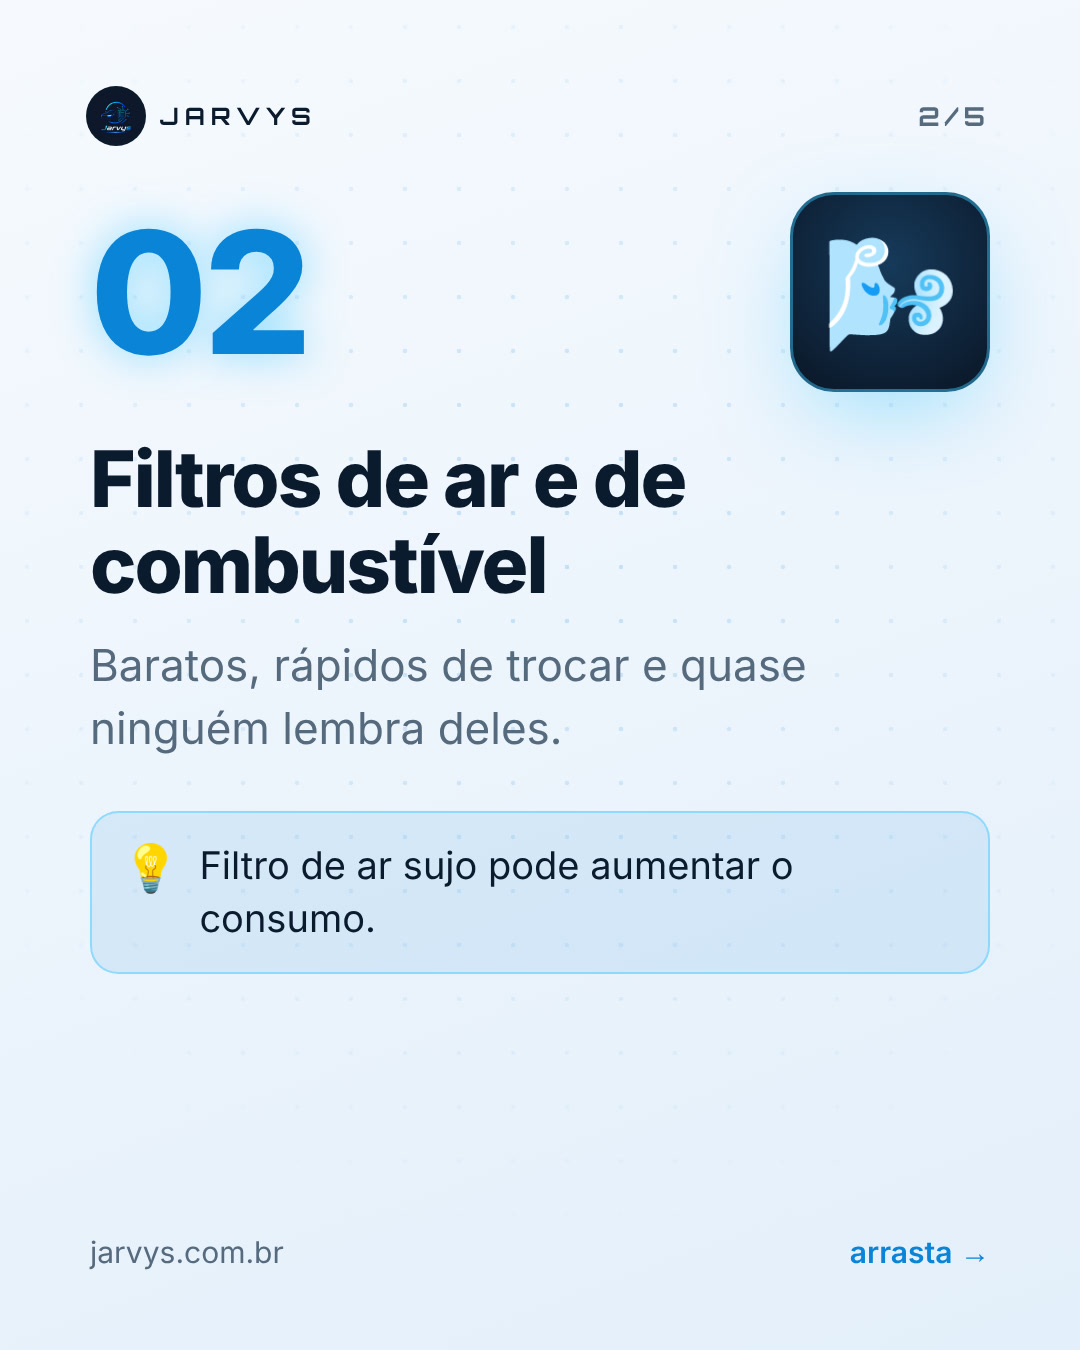 Jarvys
JARVYS
2/5
02
Filtros de ar e de
combustível
Baratos, rápidos de trocar e quase
ninguém lembra deles.
Filtro de ar sujo pode aumentar o
consumo.
jarvys.com.br
arrasta →